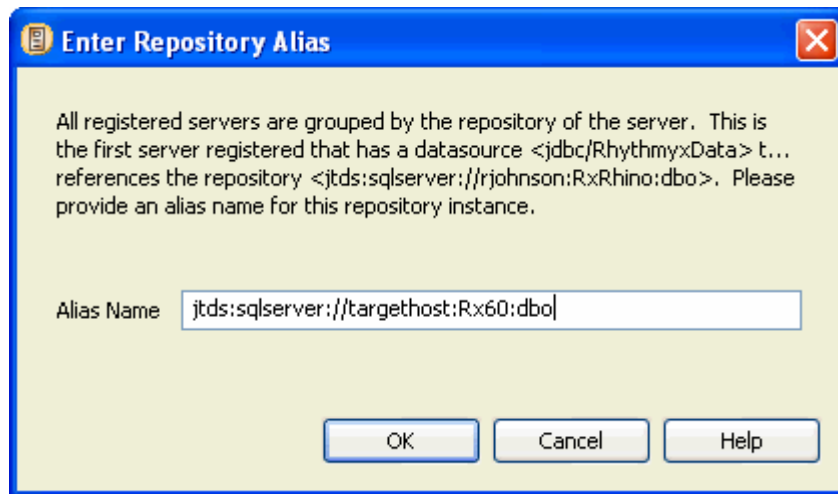 Enter Repository Alias
All registered servers are grouped by the repository of the server. This is
the first server registered that has a datasource <jdbc/RhythmyxData> t...
references the repository <jtds:sqlserver://rjohnson:RxRhino:dbo>. Please
provide an alias name for this repository instance.
Alias Name jtds:sqlserver://targethost:Rx60:dbo
OK Cancel Help